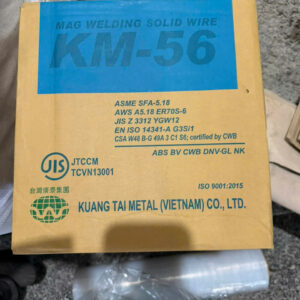 MAG WELDING SOLID WIRE
KM-56
ASME SFA-5.18
AWS A5.18 ER70S-6
JIS Z 3312 YGW12
EN ISO 14341-A G3Si1
CSA W48 B-G 49A 3 C1 S6; certified by CWB
ABS BV CWB DNV-GL NK
JIS
JTCCM
TCVN13001
ISO 9001:2015
台灣廣泰集團
KUANG TAI METAL (VIETNAM) CO., LTD.